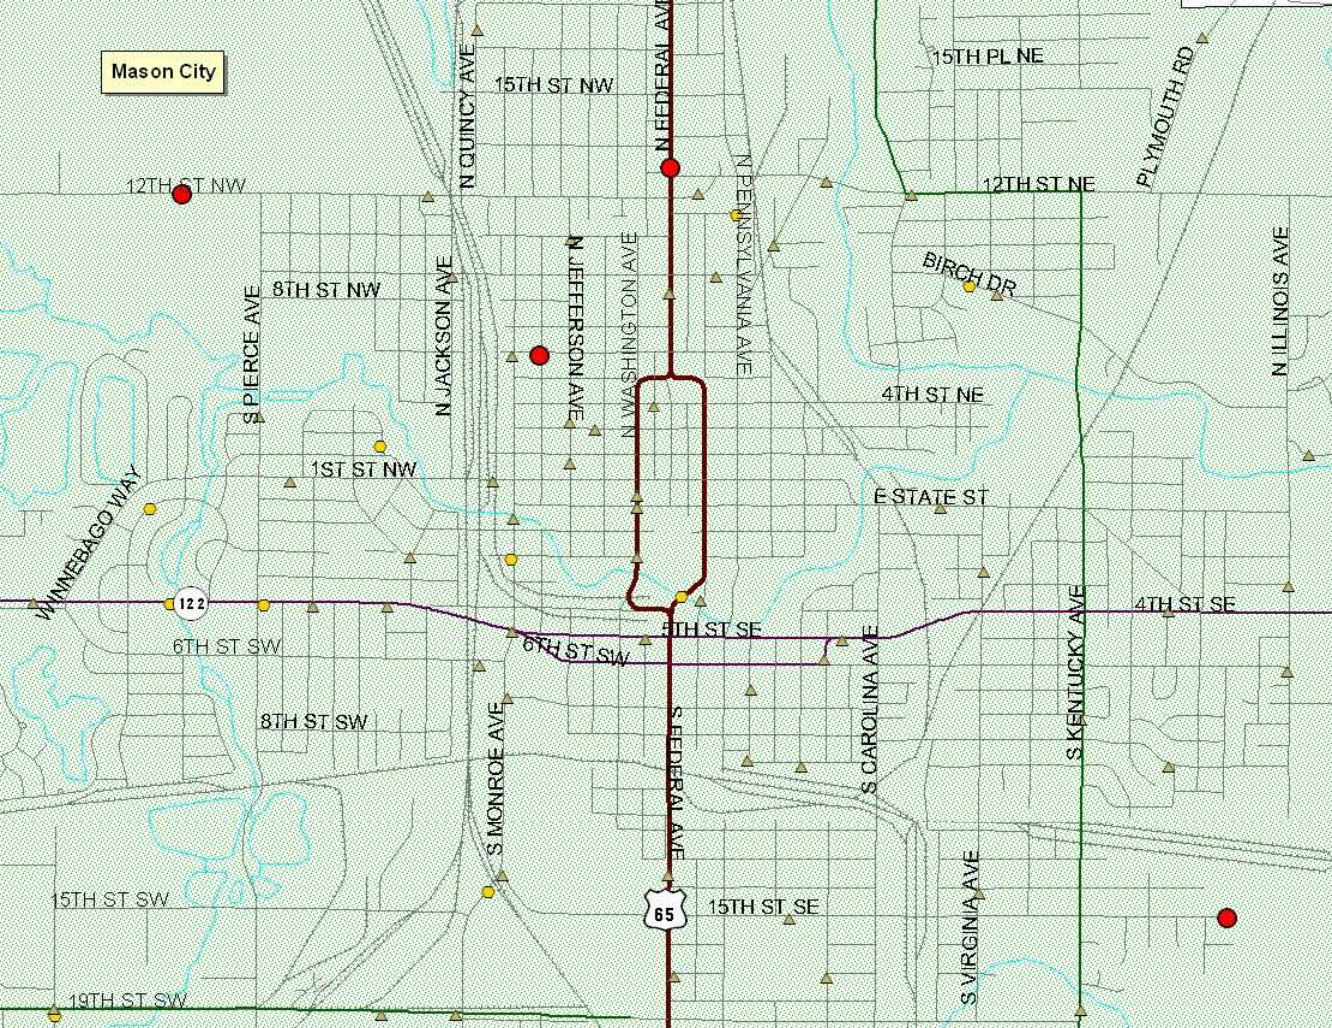 N FEDERAL AVE
15TH PL NE
Mason City
N QUINCY AVE
15TH ST NW
PLYMOUTH RD
12TH ST NW
12TH ST NE
N PENNSYLVANIA AVE
N JEFFERSON AVE
N WASHINGTON AVE
N ILLINOIS AVE
BIRCH DR
N JACKSON AVE
8TH ST NW
S PIERCE AVE
4TH ST NE
1ST ST NW
WINNEBAGO WAY
E STATE ST
122
4TH ST SE
5TH ST SE
6TH ST SW
6TH ST SW
S KENTUCKY AVE
S CAROLINA AVE
8TH ST SW
S MONROE AVE
S FEDERAL AVE
S VIRGINIA AVE
15TH ST SW
65
15TH ST SE
19TH ST SW